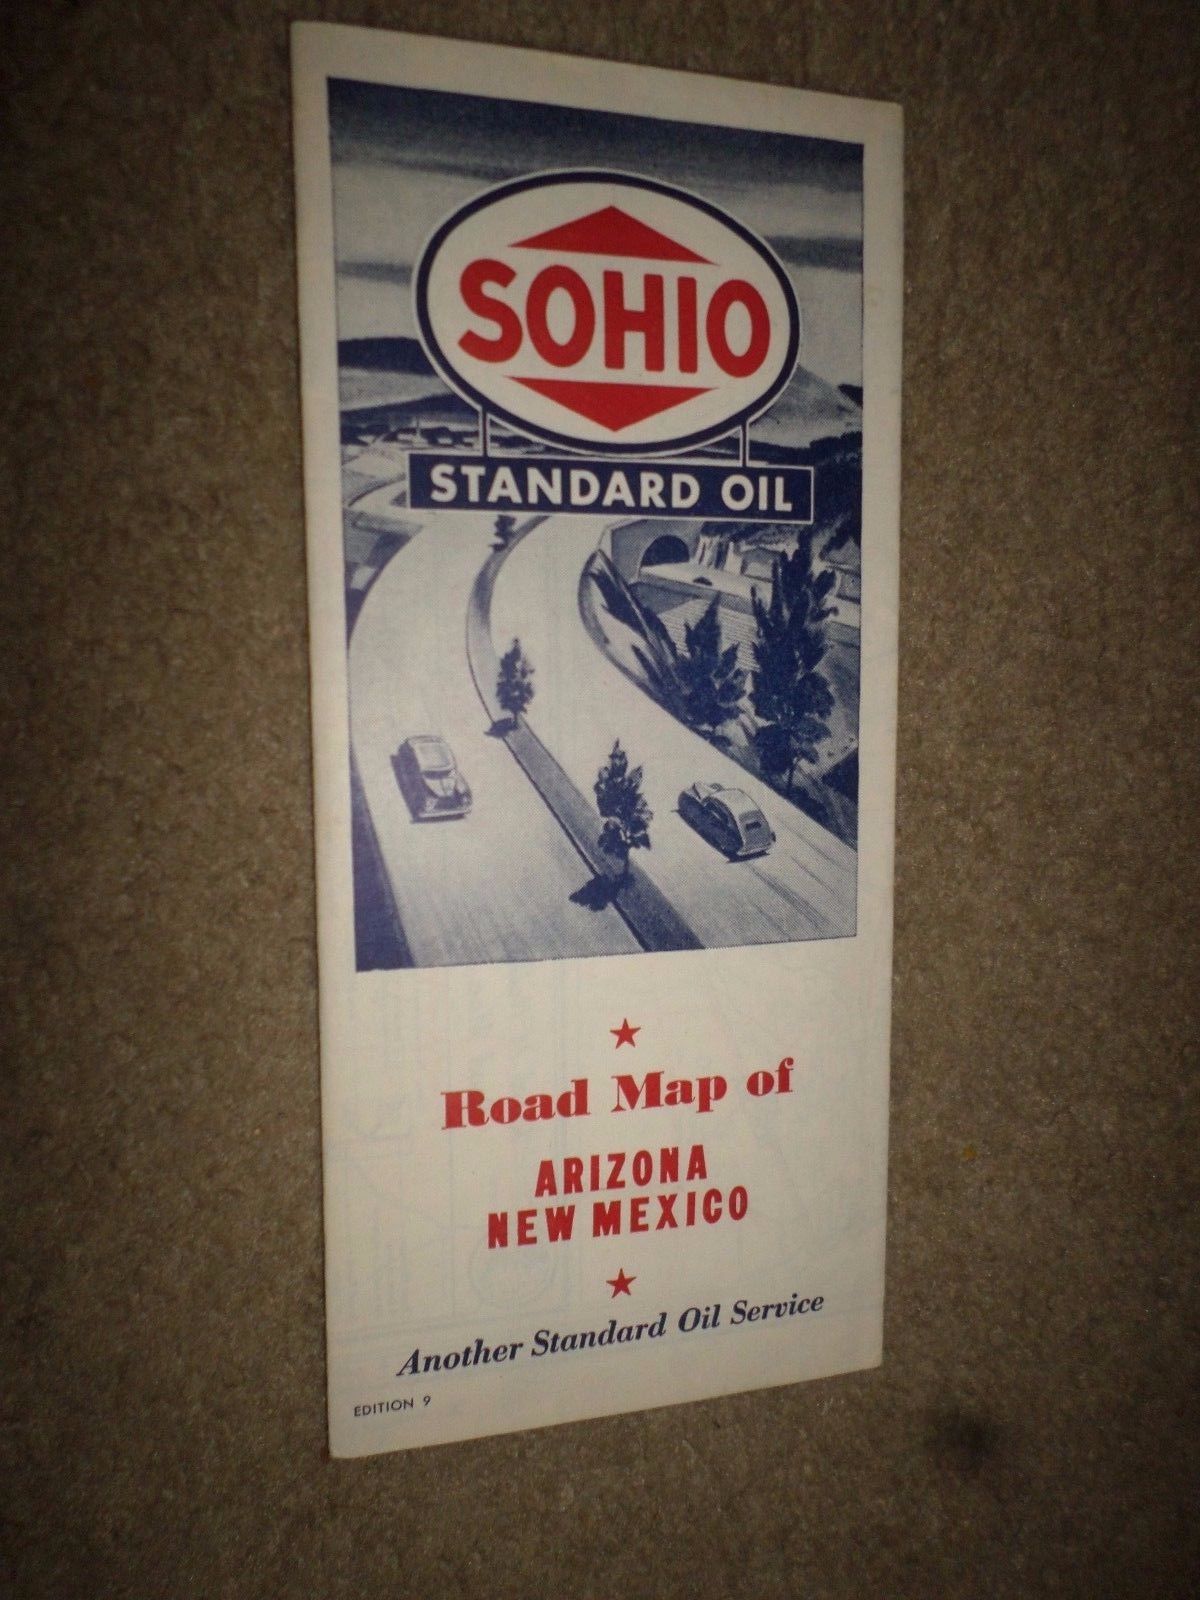 SOHIO
STANDARD OIL
Road Map of
ARIZONA
NEW MEXICO
Another Standard Oil Service
EDITION 9